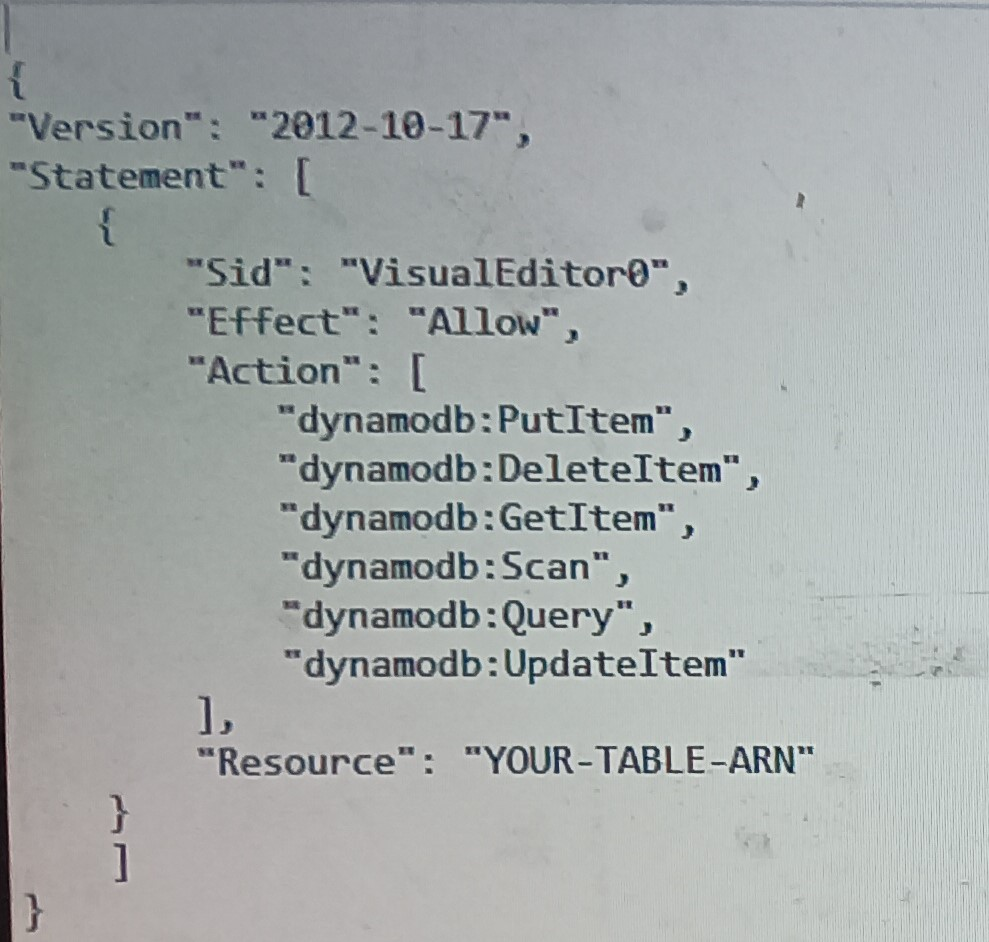 {
"Version": "2012-10-17",
"Statement": [
{
"Sid": "VisualEditor0",
"Effect": "Allow",
"Action": [
"dynamodb:PutItem",
"dynamodb:DeleteItem",
"dynamodb:GetItem",
"dynamodb:Scan",
"dynamodb:Query",
"dynamodb:UpdateItem"
],
"Resource": "YOUR-TABLE-ARN"
}
]
}